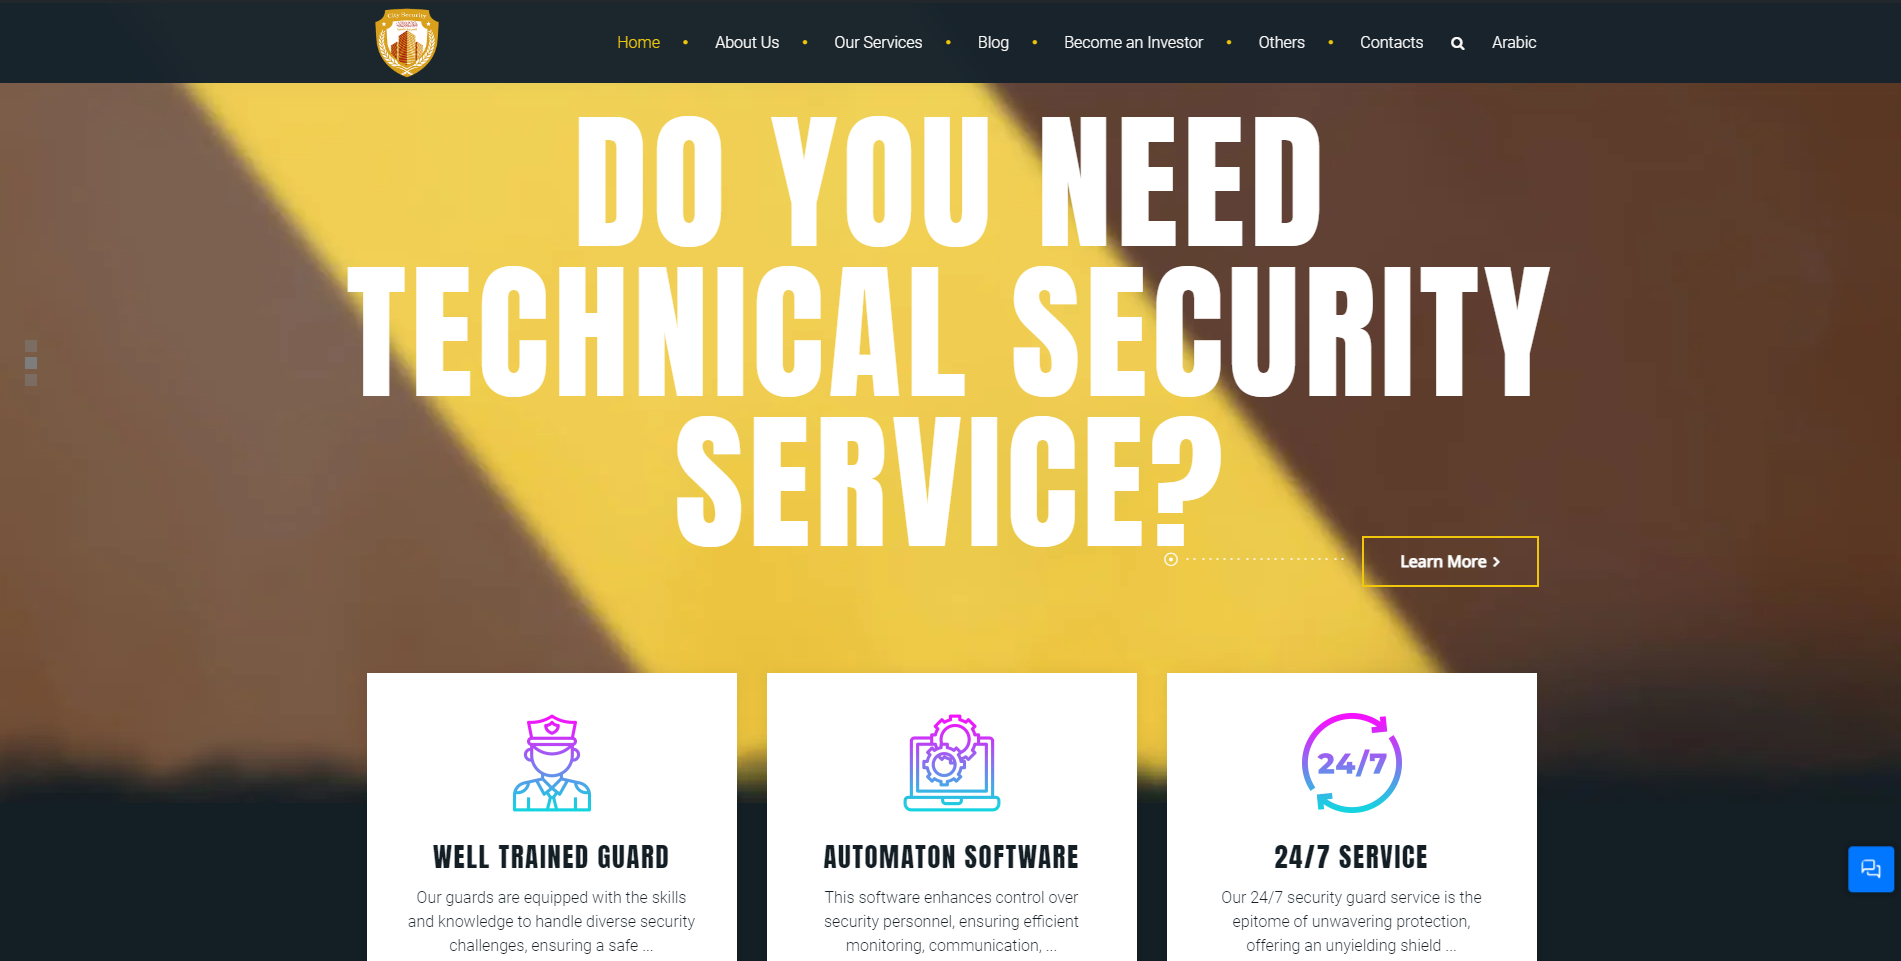 City Security
Home
About Us
Our Services
Blog
Become an Investor
Others
Contacts
Arabic
DO YOU NEED
TECHNICAL SECURITY
SERVICE?
Learn More
24/7
WELL TRAINED GUARD
Our guards are equipped with the skills
and knowledge to handle diverse security
challenges, ensuring a safe ...
AUTOMATON SOFTWARE
This software enhances control over
security personnel, ensuring efficient
monitoring, communication, ...
24/7 SERVICE
Our 24/7 security guard service is the
epitome of unwavering protection,
offering an unyielding shield ...